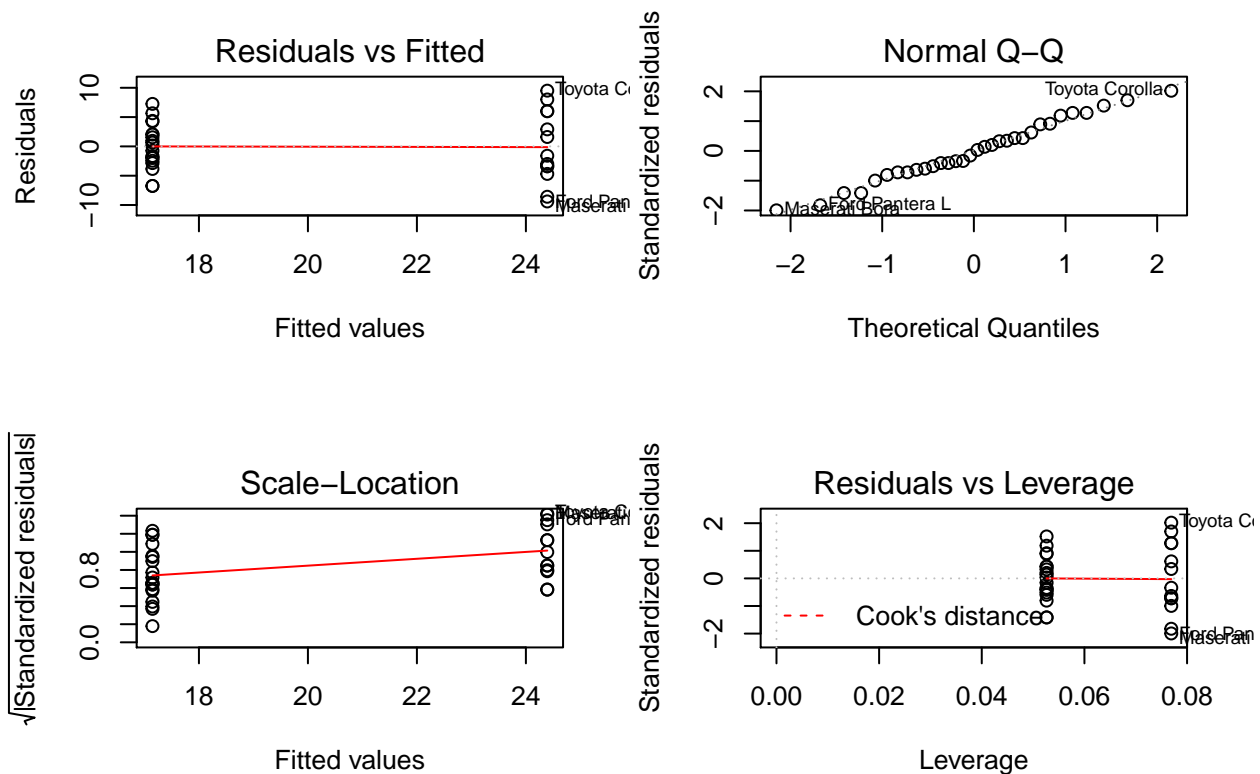 Residuals vs Fitted
Residuals
10
0
−10
Toyota Co
Ford Pan
Maserati
18 20 22 24
Fitted values
Normal Q−Q
Standardized residuals
2
0
−2
Toyota Corolla
Ford Pantera L
Maserati Bora
−2 −1 0 1 2
Theoretical Quantiles
Scale−Location
√|Standardized residuals|
0.8
0.0
Toyota C
Maserati
Ford Pan
18 20 22 24
Fitted values
Residuals vs Leverage
Standardized residuals
2
0
−2
Toyota Co
Ford Pan
Maserati
Cook's distance
0.00 0.02 0.04 0.06 0.08
Leverage